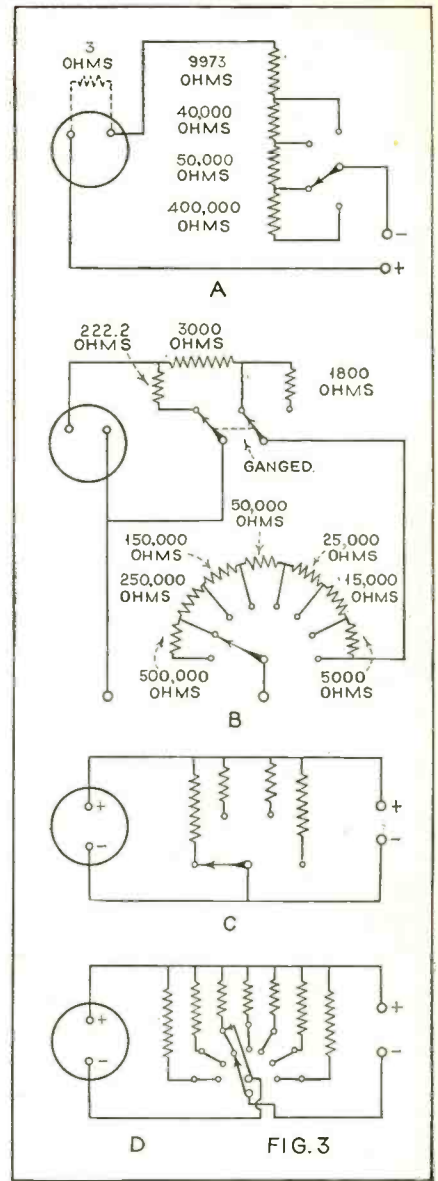 3
OHMS
9973
OHMS
40,000
OHMS
50,000
OHMS
400,000
OHMS
-
+
A
222.2
OHMS
3000
OHMS
1800
OHMS
GANGED.
50,000
OHMS
150,000
OHMS
25,000
OHMS
250,000
OHMS
15,000
OHMS
500,000
OHMS
5000
OHMS
B
+
-
+
-
C
+
-
+
-
D
FIG. 3